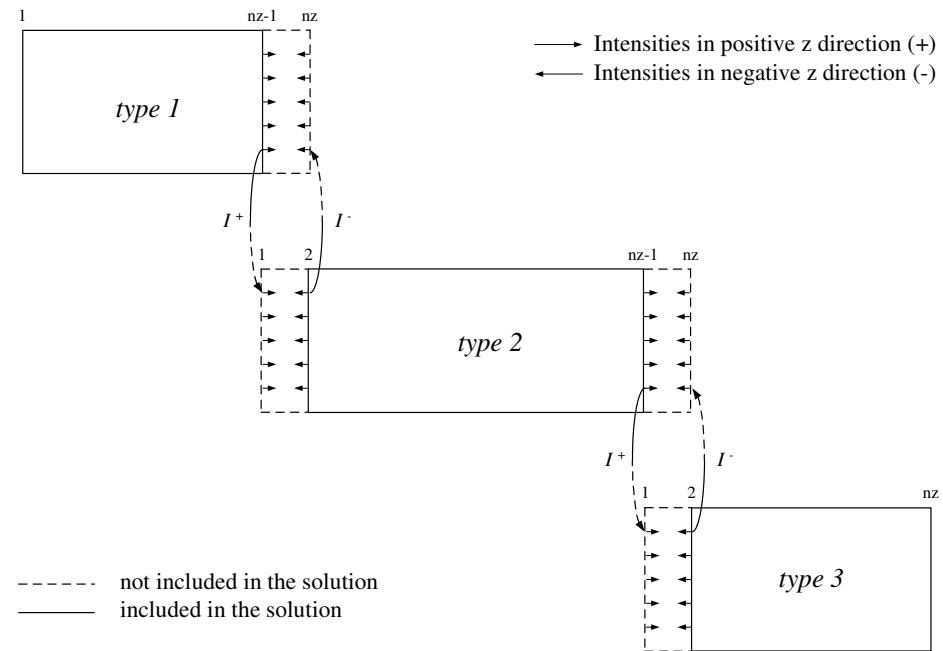 1 nz-1 nz
Intensities in positive z direction (+)
Intensities in negative z direction (-)
type 1
I + I -
1 2 nz-1 nz
type 2
I + I -
1 2 nz
type 3
not included in the solution
included in the solution